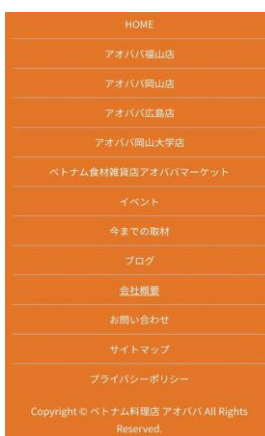 HOME
アオババ福山店
アオババ岡山店
アオババ広島店
アオババ岡山大学店
ベトナム食材雑貨店アオババマーケット
イベント
今までの取材
ブログ
会社概要
お問い合わせ
サイトマップ
プライバシーポリシー
Copyright © ベトナム料理店 アオババ All Rights
Reserved.